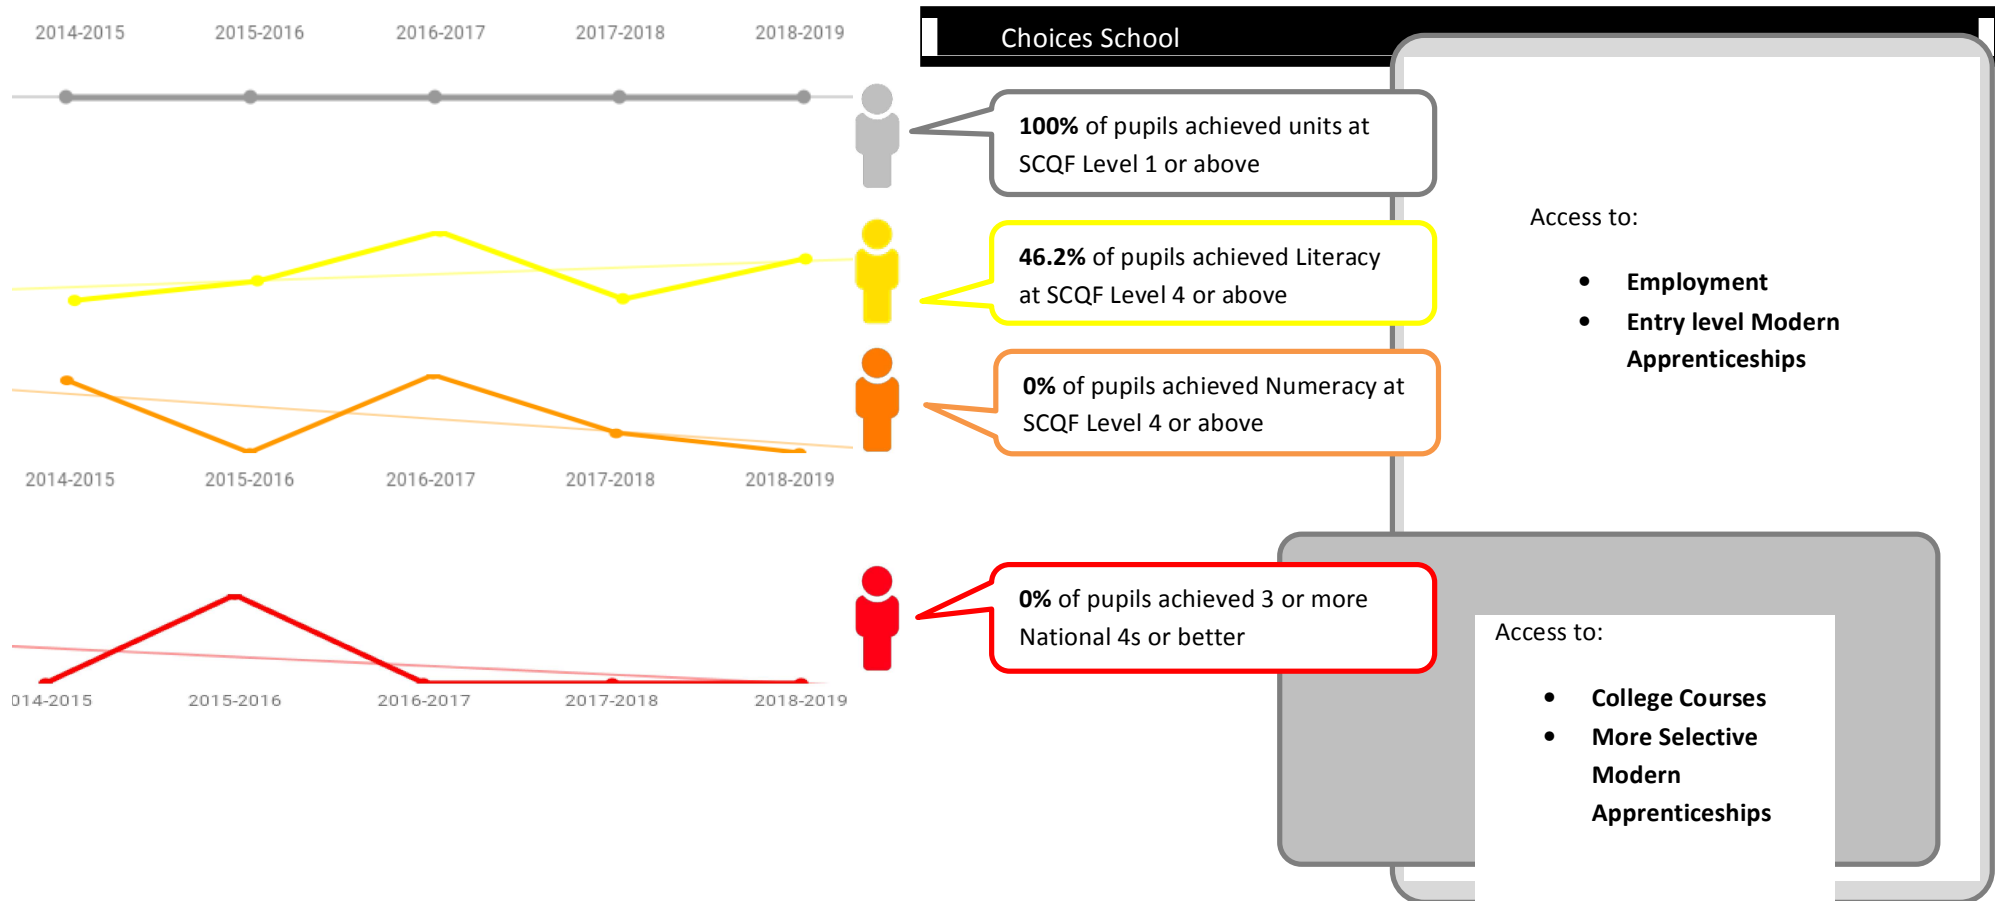 2014-2015 2015-2016 2016-2017 2017-2018 2018-2019
Choices School
100% of pupils achieved units at
SCQF Level 1 or above
46.2% of pupils achieved Literacy
at SCQF Level 4 or above
0% of pupils achieved Numeracy at
SCQF Level 4 or above
Access to:
• Employment
• Entry level Modern
Apprenticeships
2014-2015 2015-2016 2016-2017 2017-2018 2018-2019
0% of pupils achieved 3 or more
National 4s or better
014-2015 2015-2016 2016-2017 2017-2018 2018-2019
Access to:
• College Courses
• More Selective
Modern
Apprenticeships